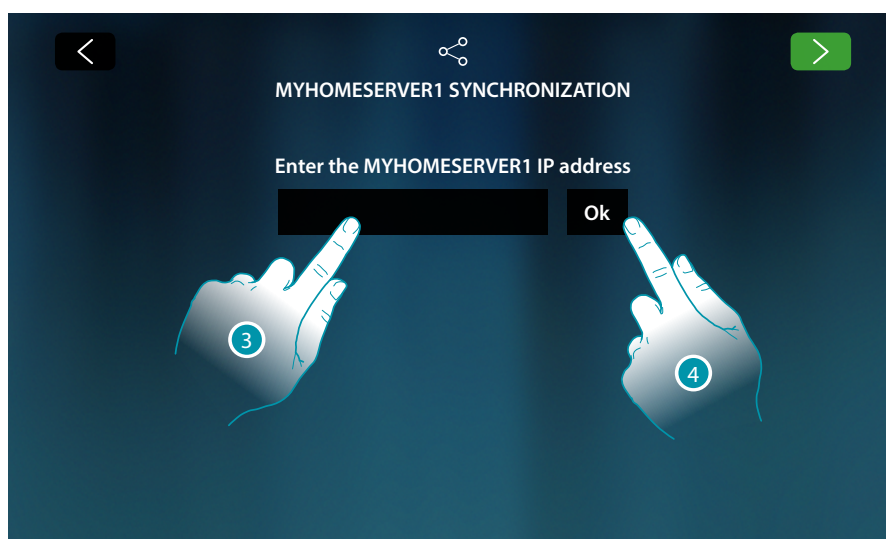 MYHOMESERVER1 SYNCHRONIZATION
Enter the MYHOMESERVER1 IP address
Ok
3
4